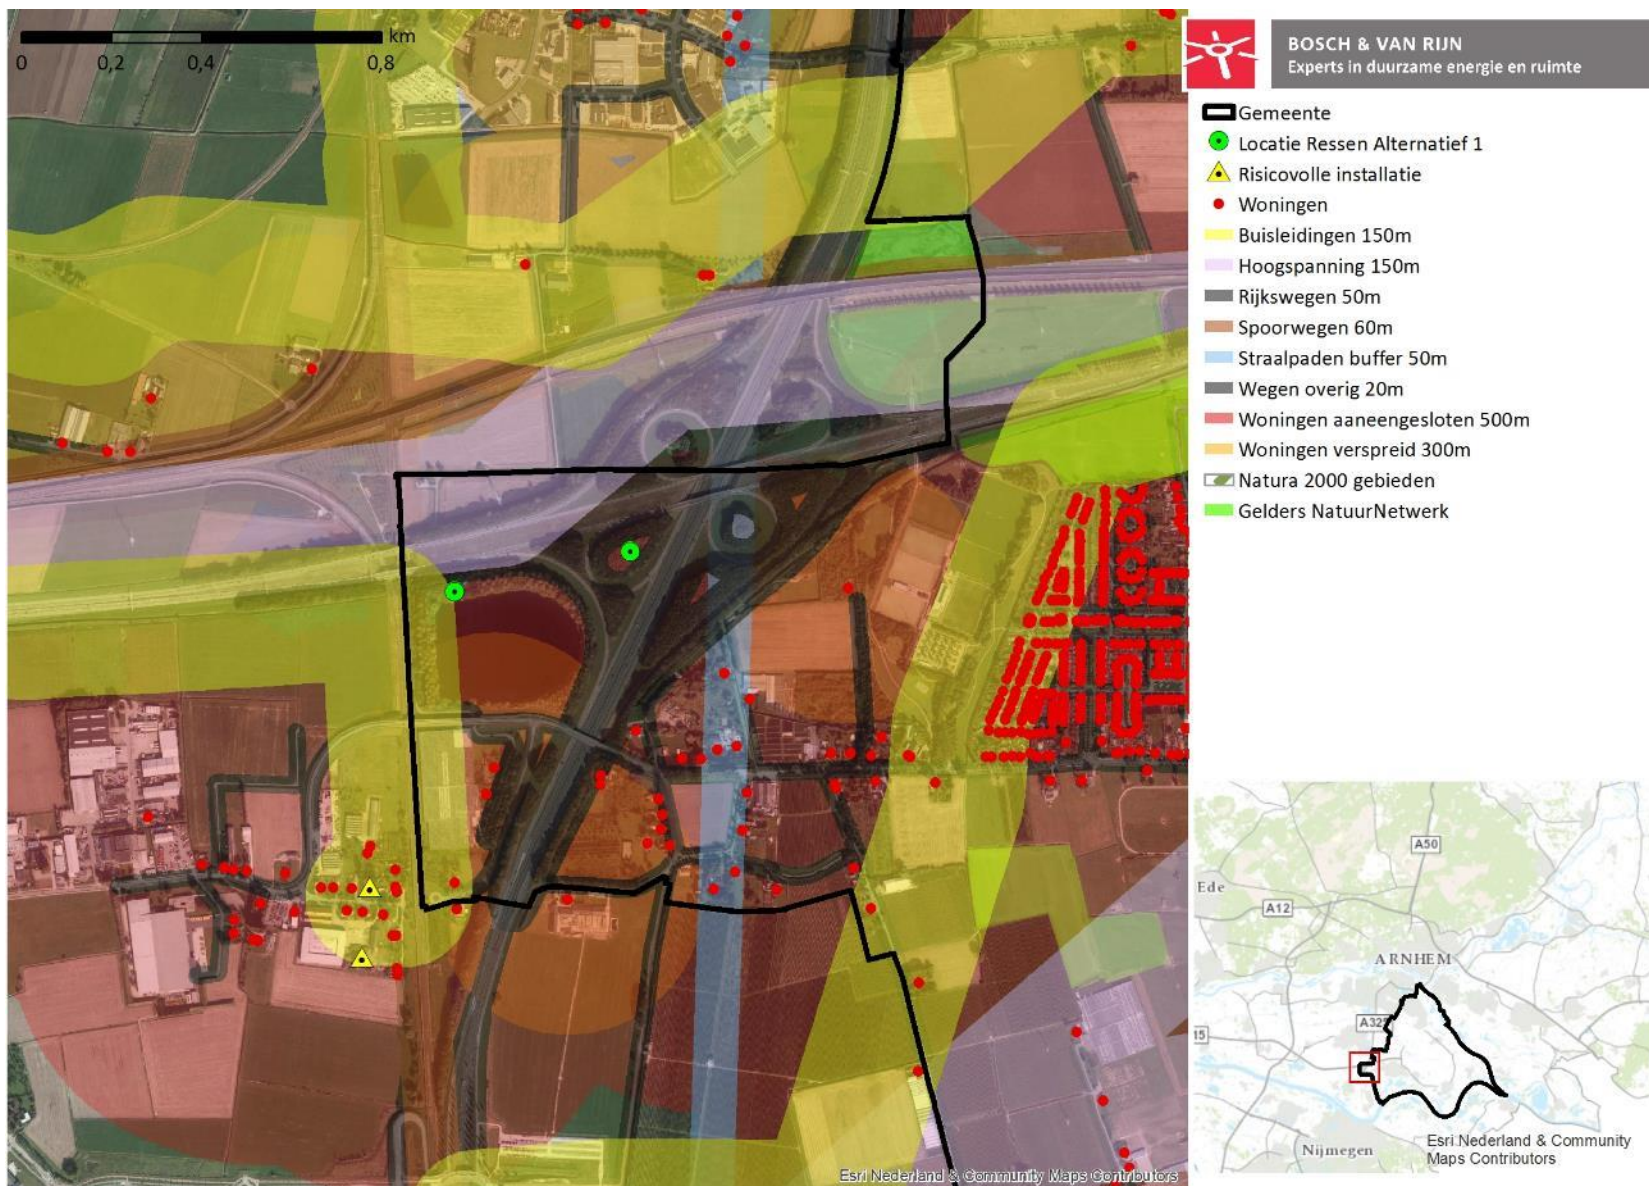 km
0
0,2
0,4
0,8
BOSCH & VAN RIJN
Experts in duurzame energie en ruimte
Gemeente
Locatie Ressen Alternatief 1
Risicovolle installatie
Woningen
Buisleidingen 150m
Hoogspanning 150m
Rijkswegen 50m
Spoorwegen 60m
Straalpaden buffer 50m
Wegen overig 20m
Woningen aaneengesloten 500m
Woningen verspreid 300m
Natura 2000 gebieden
Gelders NatuurNetwerk
A50
Ede
A12
ARNHEM
A325
15
Nijmegen
Esri Nederland & Community
Maps Contributors
Esri Nederland & Community Maps Contributors